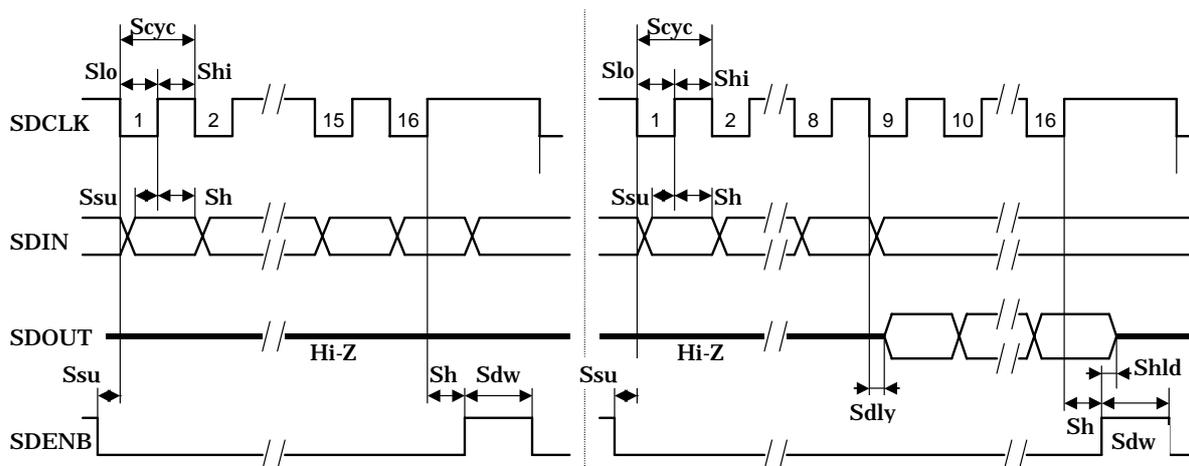 Scyc Scyc
Slo Shi Slo Shi
SDCLK 1 2 15 16 1 2 8 9 10 16
Ssu Sh Ssu Sh
SDIN
SDOUT
Hi-Z Hi-Z
Ssu Sh Sdw Ssu Sdly Shld
SDENB Sh Sdw